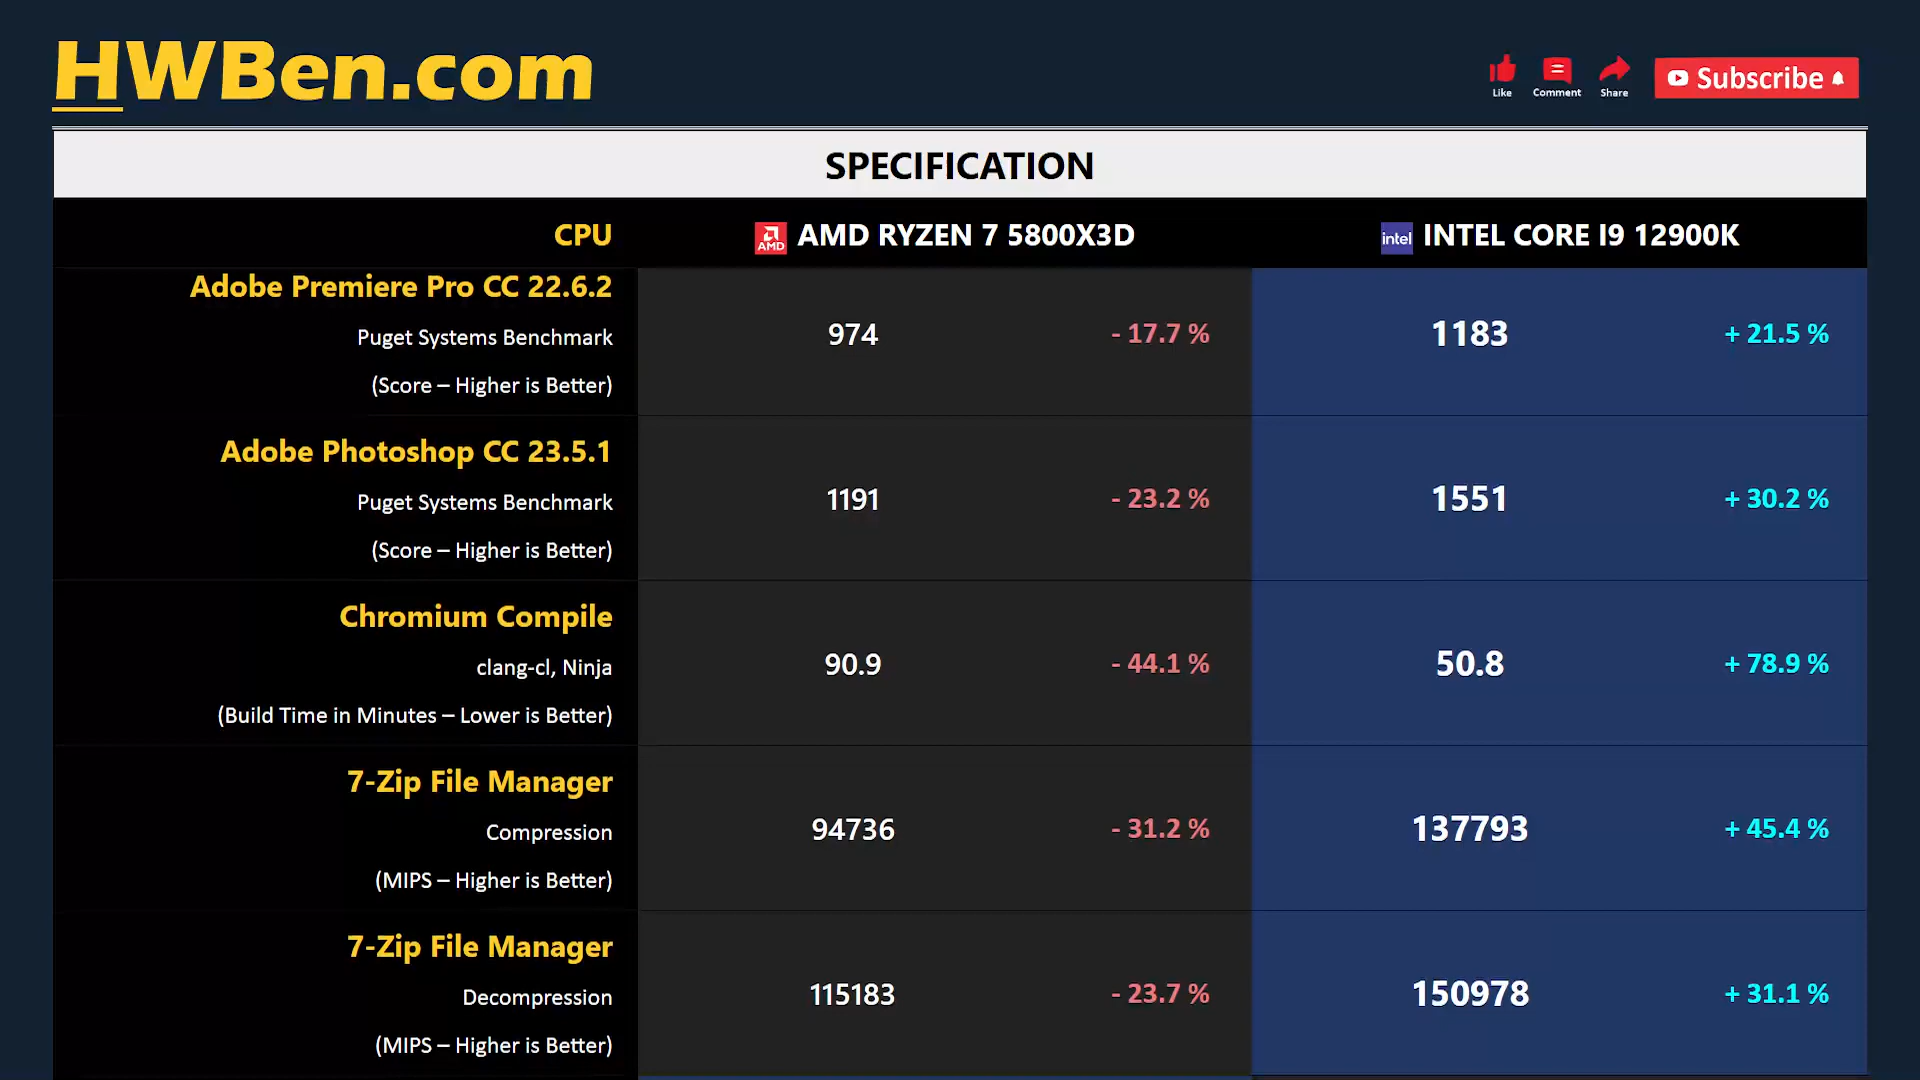 HWBen.com
Like
Comment
Share
Subscribe
SPECIFICATION
CPU
AMD
AMD RYZEN 7 5800X3D
intel
INTEL CORE I9 12900K
Adobe Premiere Pro CC 22.6.2
Puget Systems Benchmark
(Score – Higher is Better)
974
- 17.7 %
1183
+ 21.5 %
Adobe Photoshop CC 23.5.1
Puget Systems Benchmark
(Score – Higher is Better)
1191
- 23.2 %
1551
+ 30.2 %
Chromium Compile
clang-cl, Ninja
(Build Time in Minutes – Lower is Better)
90.9
- 44.1 %
50.8
+ 78.9 %
7-Zip File Manager
Compression
(MIPS – Higher is Better)
94736
- 31.2 %
137793
+ 45.4 %
7-Zip File Manager
Decompression
(MIPS – Higher is Better)
115183
- 23.7 %
150978
+ 31.1 %